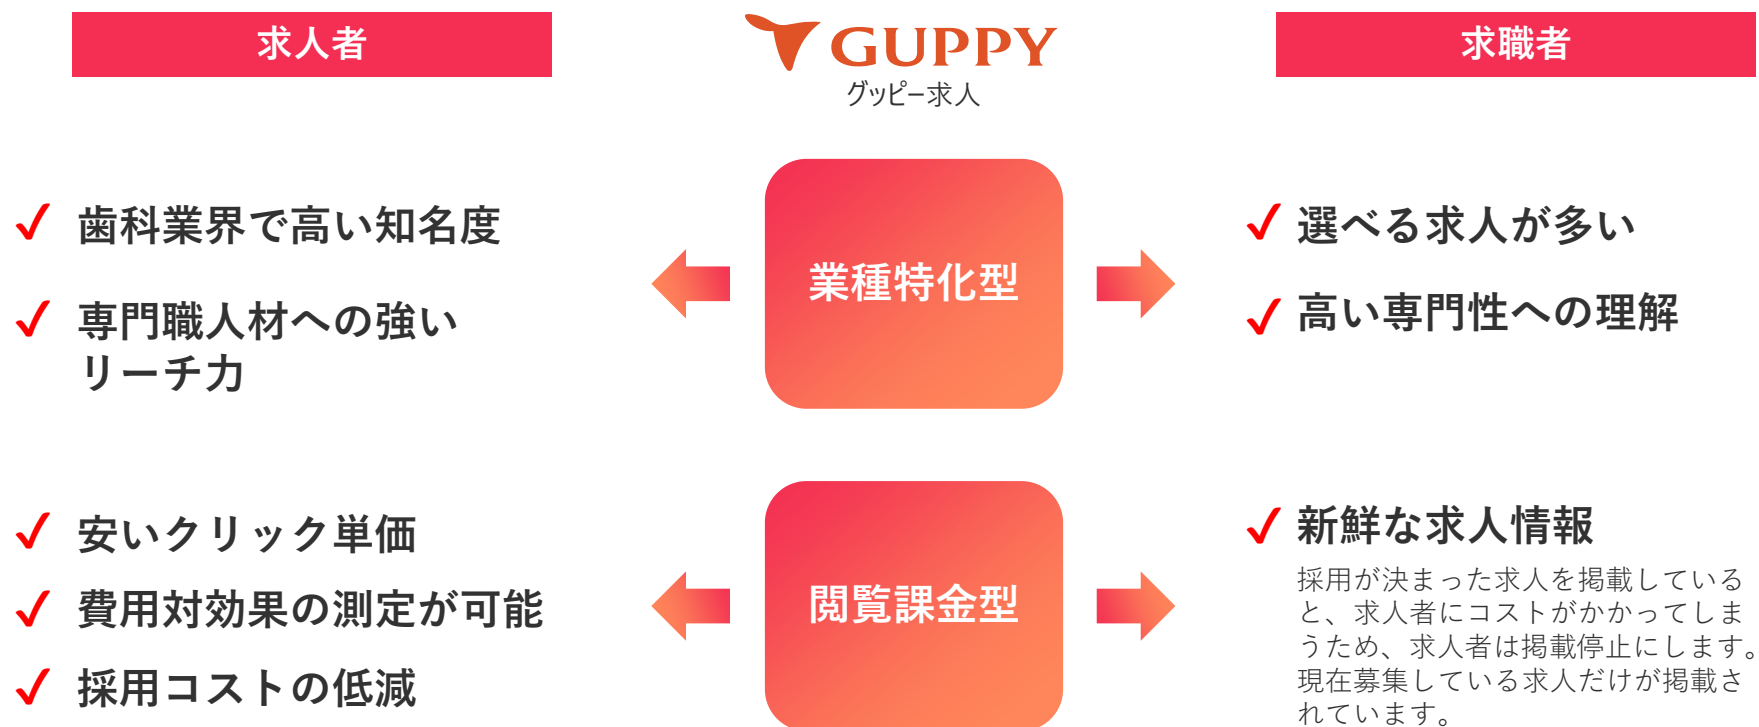 求人者
GUPPY
グッピー求人
求職者
歯科業界で高い知名度
専門職人材への強い
リーチ力
業種特化型
選べる求人が多い
高い専門性への理解
安いクリック単価
費用対効果の測定が可能
採用コストの低減
閲覧課金型
新鮮な求人情報
採用が決まった求人を掲載している
と、求人者にコストがかかってしま
うため、求人者は掲載停止にします。
現在募集している求人だけが掲載さ
れています。